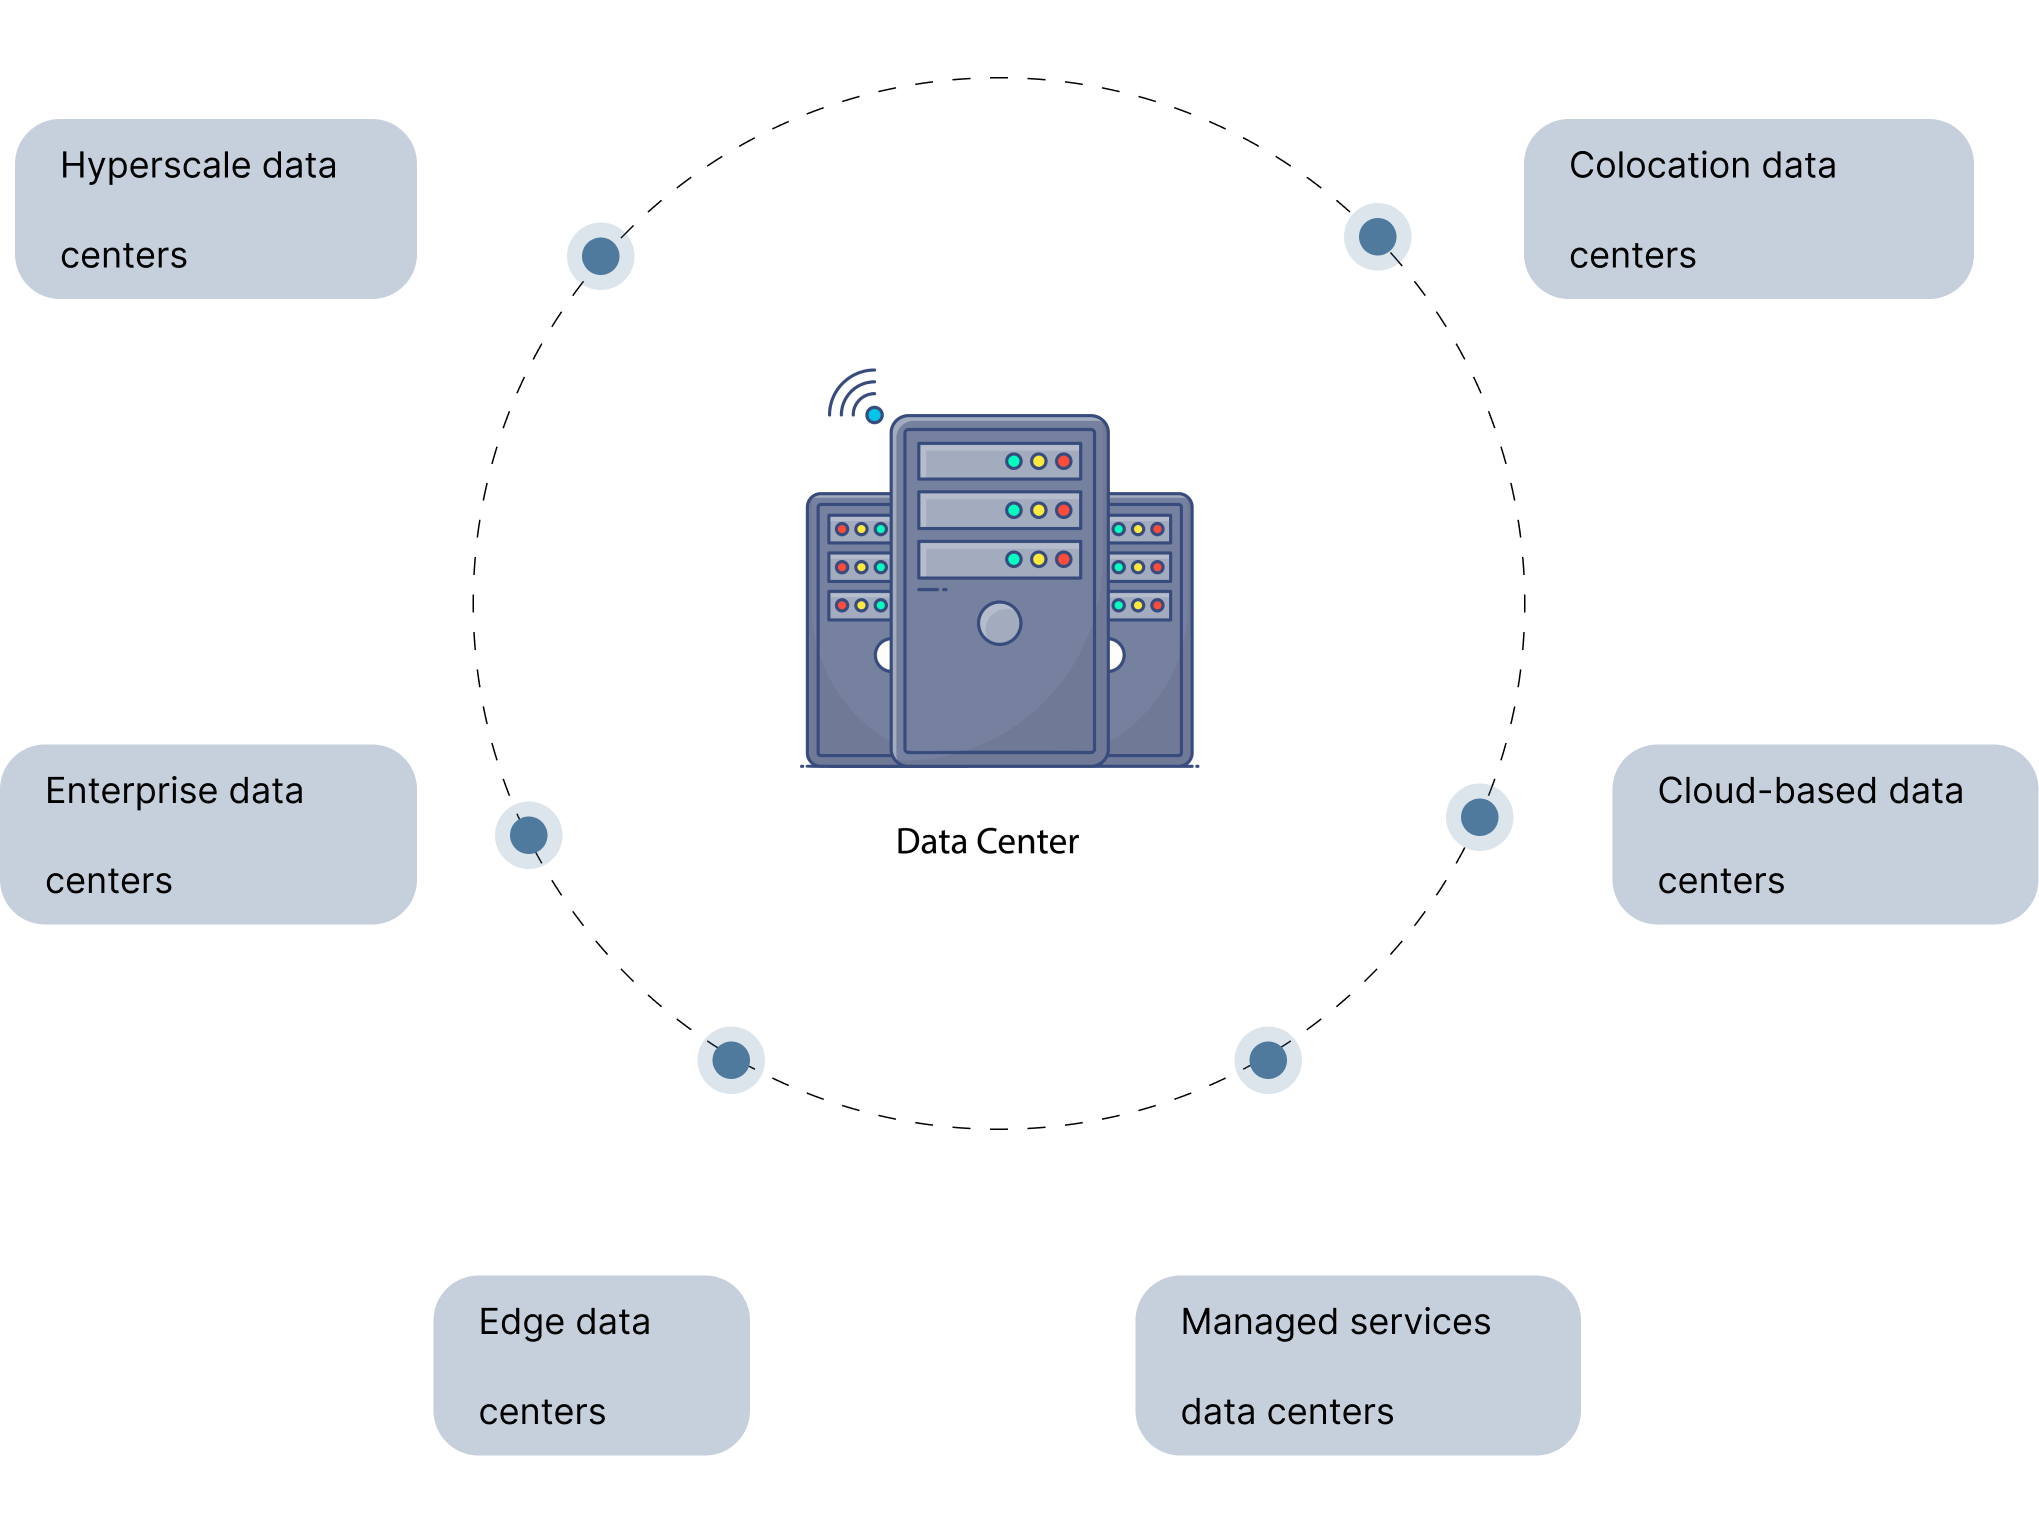 Hyperscale data
centers
Colocation data
centers
Enterprise data
centers
Data Center
Cloud-based data
centers
Edge data
centers
Managed services
data centers